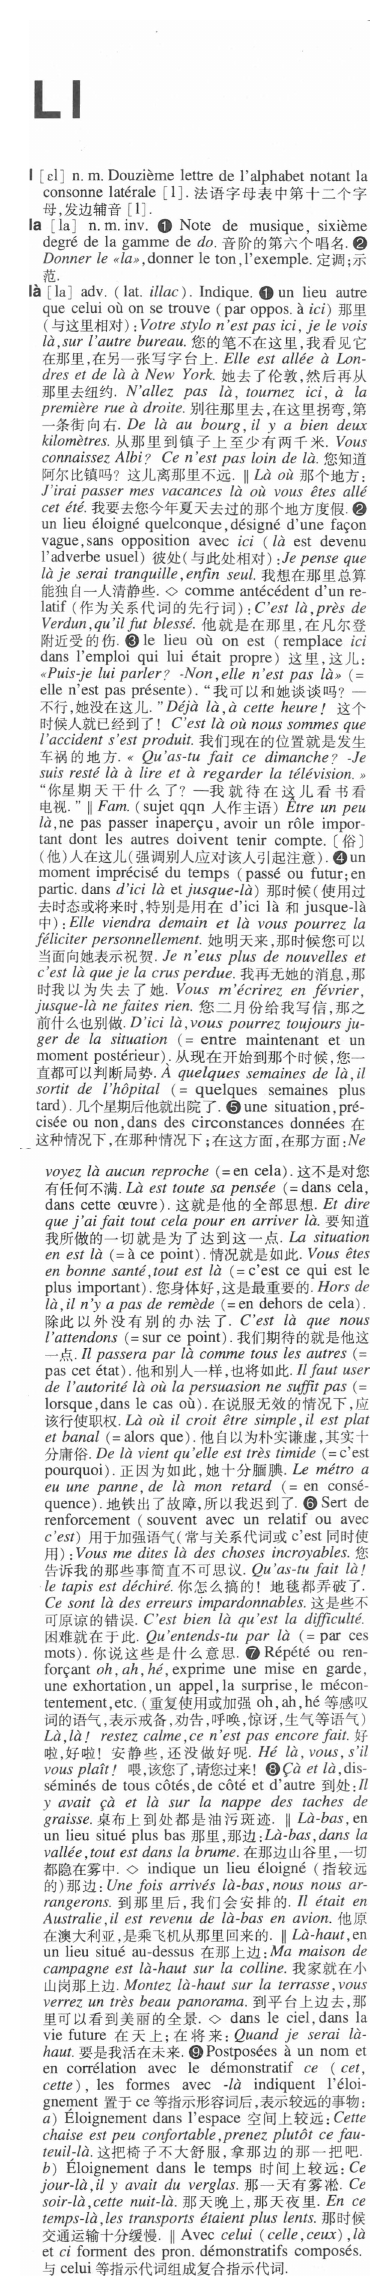 LI
l [ɛl] n. m. Douzième lettre de l'alphabet notant la
consonne latérale [l]. 法语字母表中第十二个字
母,发边辅音 [l].
la [la] n. m. inv. ❶ Note de musique, sixième
degré de la gamme de do. 音阶的第六个唱名. ❷
Donner le «la», donner le ton, l'exemple. 定调;示
范.
là [la] adv. (lat. illac). Indique. ❶ un lieu autre
que celui où on se trouve (par oppos. à ici) 那里
(与这里相对):Votre stylo n'est pas ici, je le vois
là, sur l'autre bureau. 您的笔不在这里,我看见它
在那里,在另一张写字台上. Elle est allée à Lon-
dres et de là à New York. 她去了伦敦,然后再从
那里去纽约. N'allez pas là, tournez ici, à la
première rue à droite. 别往那里去,在这里拐弯,第
一条街向右. De là au bourg, il y a bien deux
kilomètres. 从那里到镇子上至少有两千米. Vous
connaissez Albi? Ce n'est pas loin de là. 您知道
阿尔比镇吗? 这儿离那里不远. ‖ Là où 那个地方:
J'irai passer mes vacances là où vous êtes allé
cet été. 我要去您今年夏天去过的那个地方度假. ❷
un lieu éloigné quelconque, désigné d'une façon
vague, sans opposition avec ici (là est devenu
l'adverbe usuel) 彼处(与此处相对):Je pense que
là je serai tranquille, enfin seul. 我想在那里总算
能独自一人清静些. ◇ comme antécédent d'un re-
latif (作为关系代词的先行词):C'est là, près de
Verdun, qu'il fut blessé. 他就是在那里,在凡尔登
附近受的伤. ❸ le lieu où on est (remplace ici
dans l'emploi qui lui était propre) 这里,这儿:
«Puis-je lui parler? -Non, elle n'est pas là» (=
elle n'est pas présente). “我可以和她谈谈吗? —
不行,她没在这儿.” Déjà là, à cette heure! 这个
时候人就已经到了! C'est là où nous sommes que
l'accident s'est produit. 我们现在的位置就是发生
车祸的地方. « Qu'as-tu fait ce dimanche? -Je
suis resté là à lire et à regarder la télévision. »
“你星期天干什么了? —我就待在这儿看书看
电视.” ‖ Fam. (sujet qqn 人作主语) Être un peu
là, ne pas passer inaperçu, avoir un rôle impor-
tant dont les autres doivent tenir compte. [俗]
(他)人在这儿(强调别人应对该人引起注意). ❹ un
moment imprécisé du temps (passé ou futur; en
partic. dans d'ici là et jusque-là) 那时候(使用过
去时态或将来时,特别是用在 d'ici là 和 jusque-là
中):Elle viendra demain et là vous pourrez la
féliciter personnellement. 她明天来,那时候您可以
当面向她表示祝贺. Je n'eus plus de nouvelles et
c'est là que je la crus perdue. 我再无她的消息,那
时我以为失去了她. Vous m'écrirez en février,
jusque-là ne faites rien. 您二月份给我写信,那之
前什么也别做. D'ici là, vous pourrez toujours ju-
ger de la situation (= entre maintenant et un
moment postérieur). 从现在开始到那个时候,您一
直都可以判断局势. À quelques semaines de là, il
sortit de l'hôpital (= quelques semaines plus
tard). 几个星期后他就出院了. ❺ une situation, pré-
cisée ou non, dans des circonstances données 在
这种情况下,在那种情况下;在这方面,在那方面:Ne
voyez là aucun reproche (= en cela). 这不是对您
有任何不满. Là est toute sa pensée (= dans cela,
dans cette œuvre). 这就是他的全部思想. Et dire
que j'ai fait tout cela pour en arriver là. 要知道
我所做的一切就是为了达到这一点. La situation
en est là (= à ce point). 情况就是如此. Vous êtes
en bonne santé, tout est là (= c'est ce qui est le
plus important). 您身体好,这是最重要的. Hors de
là, il n'y a pas de remède (= en dehors de cela).
除此以外没有别的办法了. C'est là que nous
l'attendons (= sur ce point). 我们期待的就是他这
一点. Il passera par là comme tous les autres (=
pas cet état). 他和别人一样,也将如此. Il faut user
de l'autorité là où la persuasion ne suffit pas (=
lorsque, dans le cas où). 在说服无效的情况下,应
该行使职权. Là où il croit être simple, il est plat
et banal (= alors que). 他自以为朴实谦虚,其实十
分庸俗. De là vient qu'elle est très timide (= c'est
pourquoi). 正因为如此,她十分腼腆. Le métro a
eu une panne, de là mon retard (= en consé-
quence). 地铁出了故障,所以我迟到了. ❻ Sert de
renforcement (souvent avec un relatif ou avec
c'est) 用于加强语气(常与关系代词或 c'est 同时使
用):Vous me dites là des choses incroyables. 您
告诉我的那些事简直不可思议. Qu'as-tu fait là!
le tapis est déchiré. 你怎么搞的! 地毯都弄破了.
Ce sont là des erreurs impardonnables. 这是些不
可原谅的错误. C'est bien là qu'est la difficulté.
困难就在于此. Qu'entends-tu par là (= par ces
mots). 你说这些是什么意思. ❼ Répété ou ren-
forçant oh, ah, hé, exprime une mise en garde,
une exhortation, un appel, la surprise, le mécon-
tentement, etc. (重复使用或加强 oh, ah, hé 等感叹
词的语气,表示戒备,劝告,呼唤,惊讶,生气等语气)
Là, là! restez calme, ce n'est pas encore fait. 好
啦,好啦! 安静些,还没做好呢. Hé là, vous, s'il
vous plaît! 喂,该您了,请您过来! ❽ Çà et là, dis-
séminés de tous côtés, de côté et d'autre 到处:Il
y avait çà et là sur la nappe des taches de
graisse. 桌布上到处都是油污斑迹. ‖ Là-bas, en
un lieu situé plus bas 那里,那边:Là-bas, dans la
vallée, tout est dans la brume. 在那边山谷里,一切
都隐在雾中. ◇ indique un lieu éloigné (指较远
的)那边:Une fois arrivés là-bas, nous nous ar-
rangerons. 到那里后,我们会安排的. Il était en
Australie, il est revenu de là-bas en avion. 他原
在澳大利亚,是乘飞机从那里回来的. ‖ Là-haut, en
un lieu situé au-dessus 在那上边:Ma maison de
campagne est là-haut sur la colline. 我家就在小
山岗那上边. Montez là-haut sur la terrasse, vous
verrez un très beau panorama. 到平台上边去,那
里可以看到美丽的全景. ◇ dans le ciel, dans la
vie future 在天上;在将来:Quand je serai là-
haut. 要是我活在未来. ❾ Postposées à un nom et
en corrélation avec le démonstratif ce (cet,
cette), les formes avec -là indiquent l'éloi-
gnement 置于 ce 等指示形容词后,表示较远的事物:
a) Éloignement dans l'espace 空间上较远:Cette
chaise est peu confortable, prenez plutôt ce fau-
teuil-là. 这把椅子不大舒服,拿那边的那一把吧.
b) Éloignement dans le temps 时间上较远:Ce
jour-là, il y avait du verglas. 那一天有雾凇. Ce
soir-là, cette nuit-là. 那天晚上,那天夜里. En ce
temps-là, les transports étaient plus lents. 那时候
交通运输十分缓慢. ‖ Avec celui (celle, ceux), là
et ci forment des pron. démonstratifs composés.
与 celui 等指示代词组成复合指示代词.